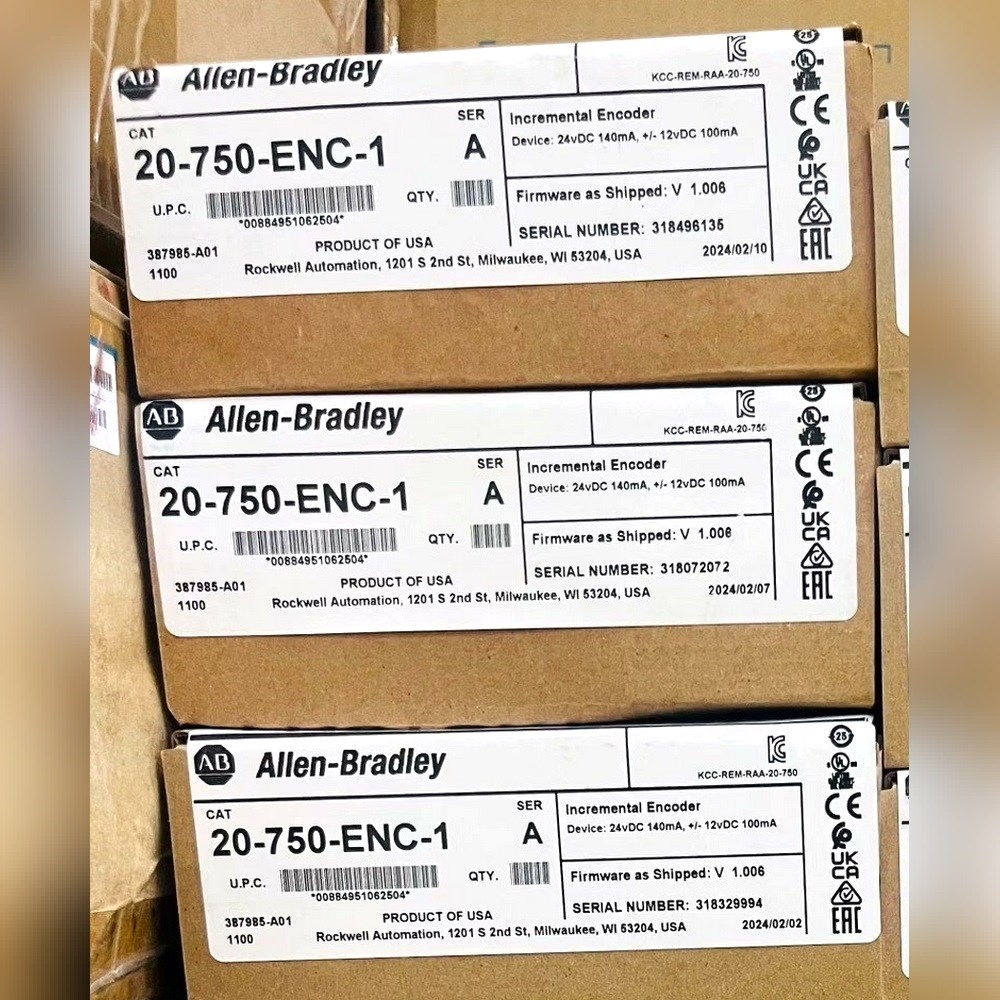 AB Allen-Bradley
KCC-REM-RAA-20-750
CAT
20-750-ENC-1
SER
A
Incremental Encoder
Device: 24vDC 140mA, +/- 12vDC 100mA
U.P.C.
*00884951062504*
QTY.
Firmware as Shipped: V 1.006
SERIAL NUMBER: 318496135
387985-A01
1100
PRODUCT OF USA
Rockwell Automation, 1201 S 2nd St, Milwaukee, WI 53204, USA
2024/02/10
25
UL
CE
UK
CA
EAC
AB Allen-Bradley
KCC-REM-RAA-20-750
CAT
20-750-ENC-1
SER
A
Incremental Encoder
Device: 24vDC 140mA, +/- 12vDC 100mA
U.P.C.
*00884951062504*
QTY.
Firmware as Shipped: V 1.006
SERIAL NUMBER: 318072072
387985-A01
1100
PRODUCT OF USA
Rockwell Automation, 1201 S 2nd St, Milwaukee, WI 53204, USA
2024/02/07
25
UL
CE
UK
CA
EAC
AB Allen-Bradley
KCC-REM-RAA-20-750
CAT
20-750-ENC-1
SER
A
Incremental Encoder
Device: 24vDC 140mA, +/- 12vDC 100mA
U.P.C.
*00884951062504*
QTY.
Firmware as Shipped: V 1.006
SERIAL NUMBER: 318329994
387985-A01
1100
PRODUCT OF USA
Rockwell Automation, 1201 S 2nd St, Milwaukee, WI 53204, USA
2024/02/02
25
UL
CE
UK
CA
EAC